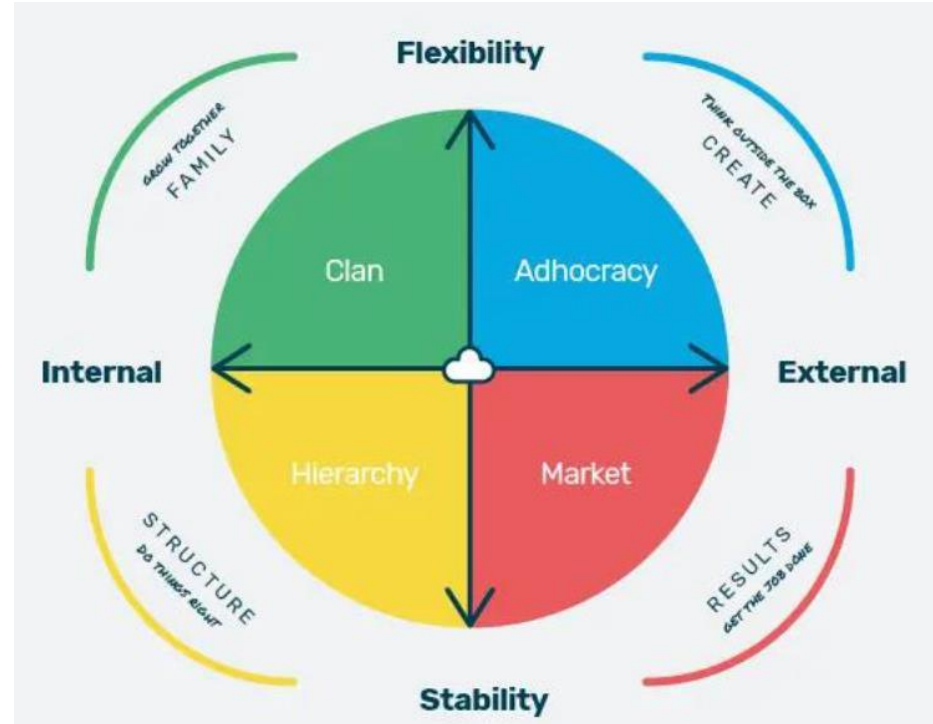 Flexibility
GROW TOGETHER
FAMILY
THINK OUTSIDE THE BOX
CREATE
Clan
Adhocracy
Internal
External
Hierarchy
Market
STRUCTURE
DO THINGS RIGHT
RESULTS
GET THE JOB DONE
Stability